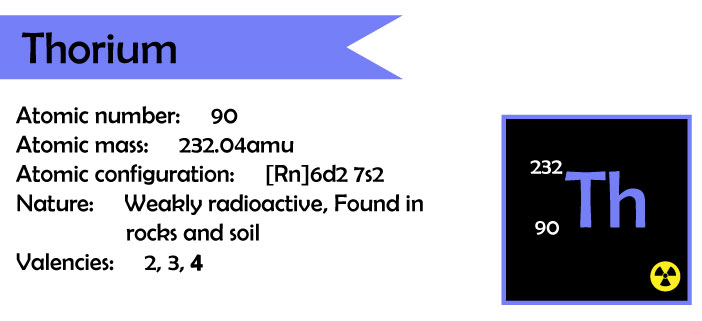 Thorium
Atomic number: 90
Atomic mass: 232.04amu
Atomic configuration: [Rn]6d2 7s2
Nature: Weakly radioactive, Found in
rocks and soil
Valencies: 2, 3, 4
232
Th
90